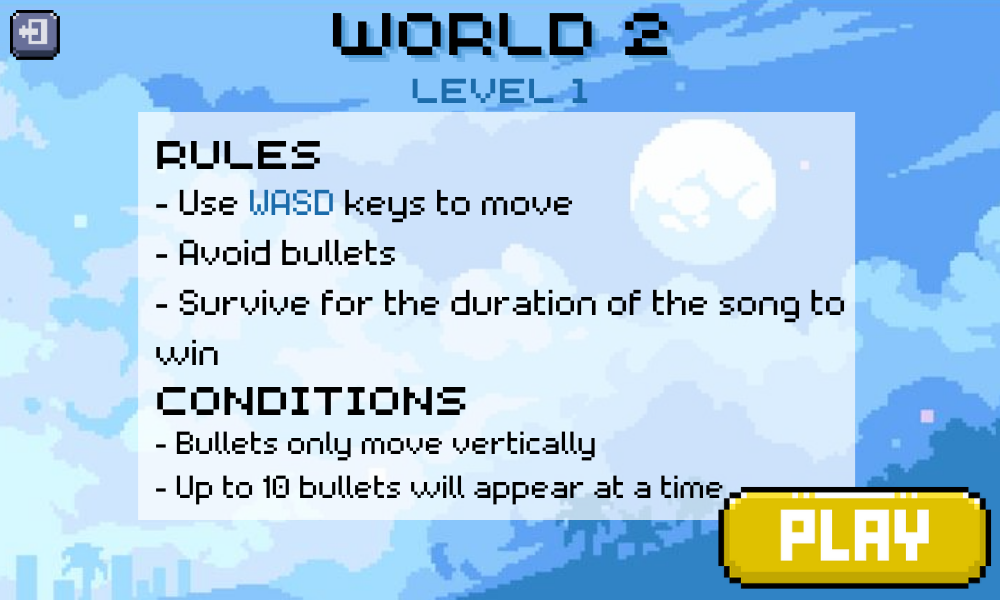 WORLD 2
LEVEL 1
RULES
- Use WASD keys to move
- Avoid bullets
- Survive for the duration of the song to
win
CONDITIONS
- Bullets only move vertically
- Up to 10 bullets will appear at a time
PLAY